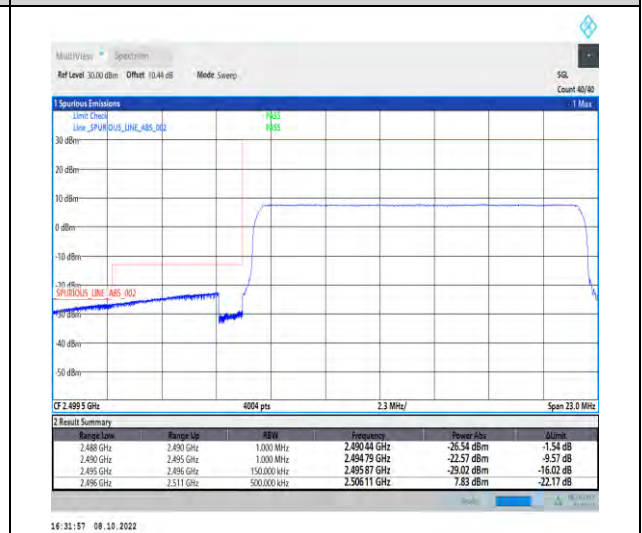 MultiView Spectrum
Ref Level 30.00 dBm Offset 10.44 dB Mode Sweep SGL
Count 40/40
1 Spurious Emissions 1 Max
Limit Check PASS
Line _SPURIOUS_LINE_ABS_002 PASS
30 dBm
20 dBm
10 dBm
0 dBm
-10 dBm
-20 dBm
SPURIOUS_LINE_ABS_002
-30 dBm
-40 dBm
-50 dBm
CF 2.499 5 GHz 4004 pts 2.3 MHz/ Span 23.0 MHz
2 Result Summary
Range Low Range Up RBW Frequency Power Abs ΔLimit
2.488 GHz 2.490 GHz 1.000 MHz 2.490 44 GHz -26.54 dBm -1.54 dB
2.490 GHz 2.495 GHz 1.000 MHz 2.494 79 GHz -22.57 dBm -9.57 dB
2.495 GHz 2.496 GHz 150.000 kHz 2.495 87 GHz -29.02 dBm -16.02 dB
2.496 GHz 2.511 GHz 500.000 kHz 2.506 11 GHz 7.83 dBm -22.17 dB
16:31:57 08.10.2022